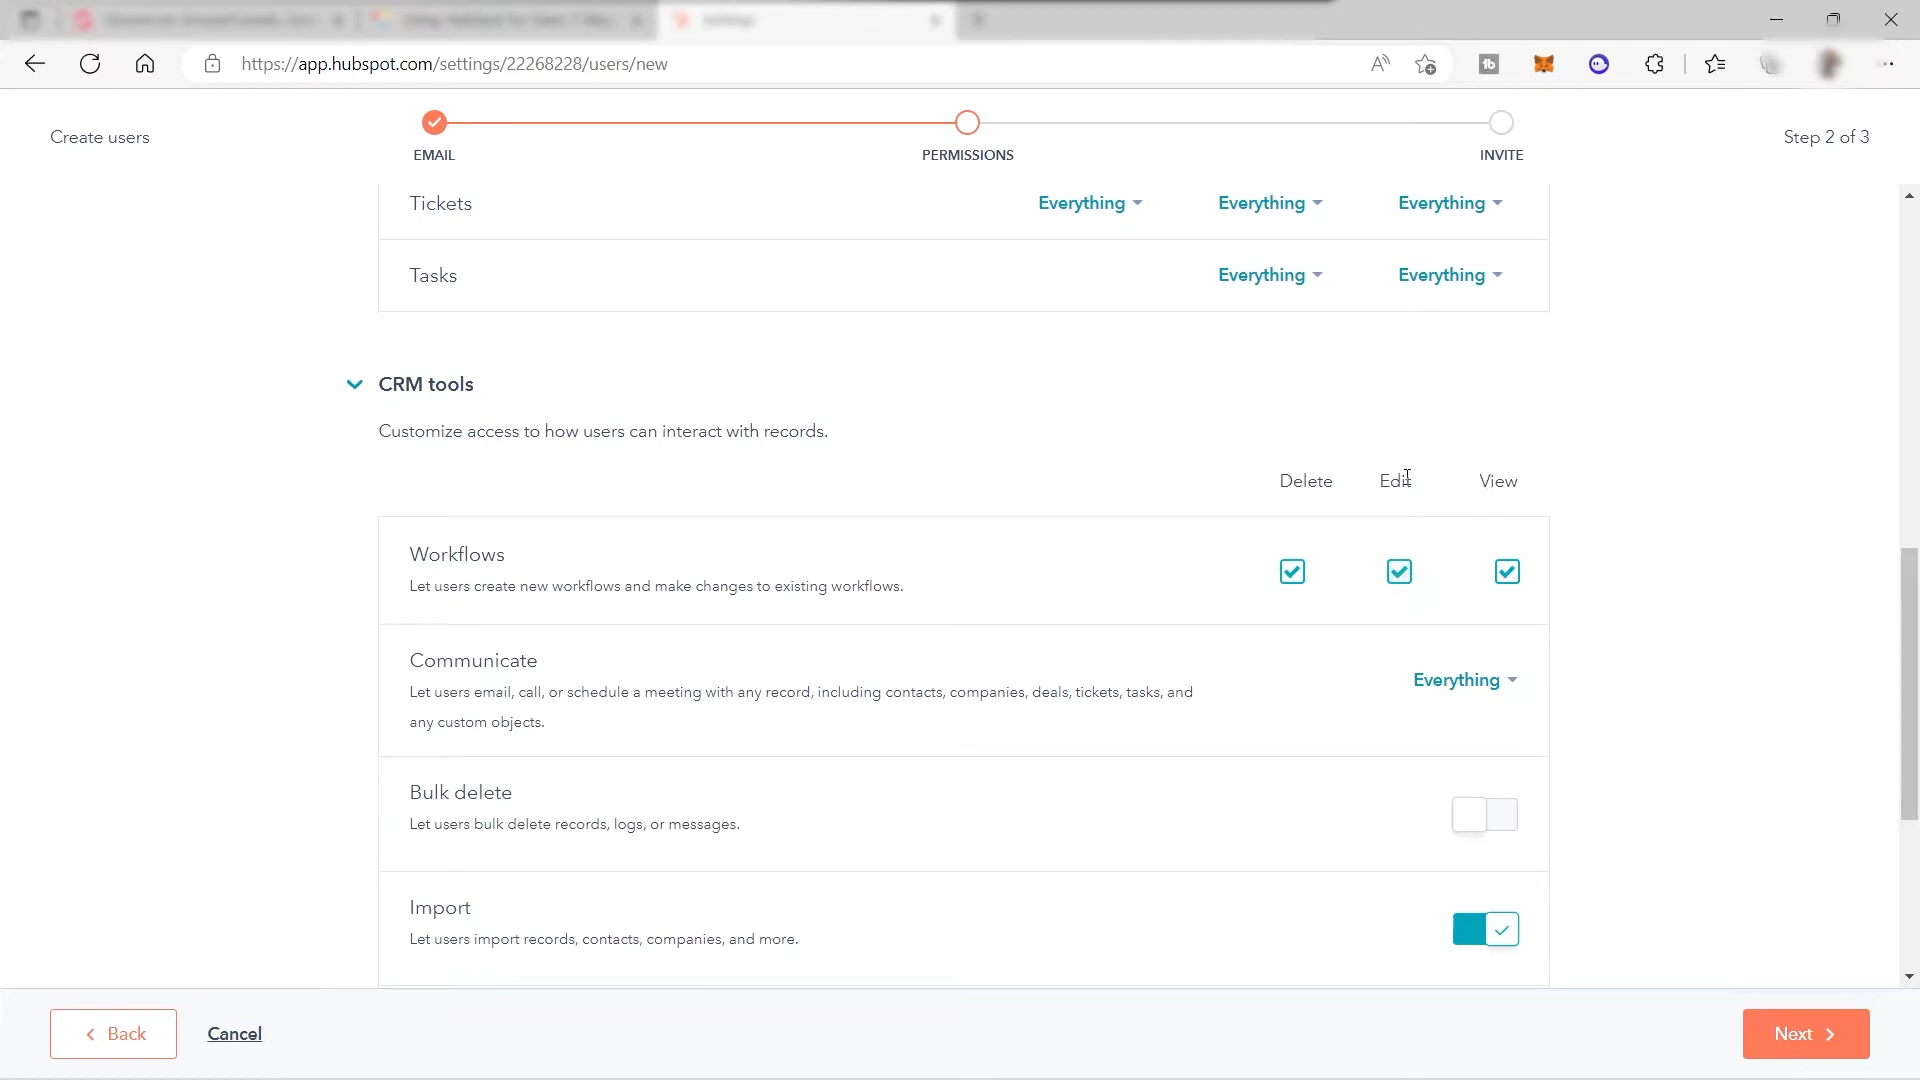 Settings
https://app.hubspot.com/settings/22268228/users/new
Create users
EMAIL
PERMISSIONS
INVITE
Step 2 of 3
Tickets
Everything
Everything
Everything
Tasks
Everything
Everything
CRM tools
Customize access to how users can interact with records.
Delete
Edit
View
Workflows
Let users create new workflows and make changes to existing workflows.
Communicate
Let users email, call, or schedule a meeting with any record, including contacts, companies, deals, tickets, tasks, and
any custom objects.
Everything
Bulk delete
Let users bulk delete records, logs, or messages.
Import
Let users import records, contacts, companies, and more.
Back
Cancel
Next